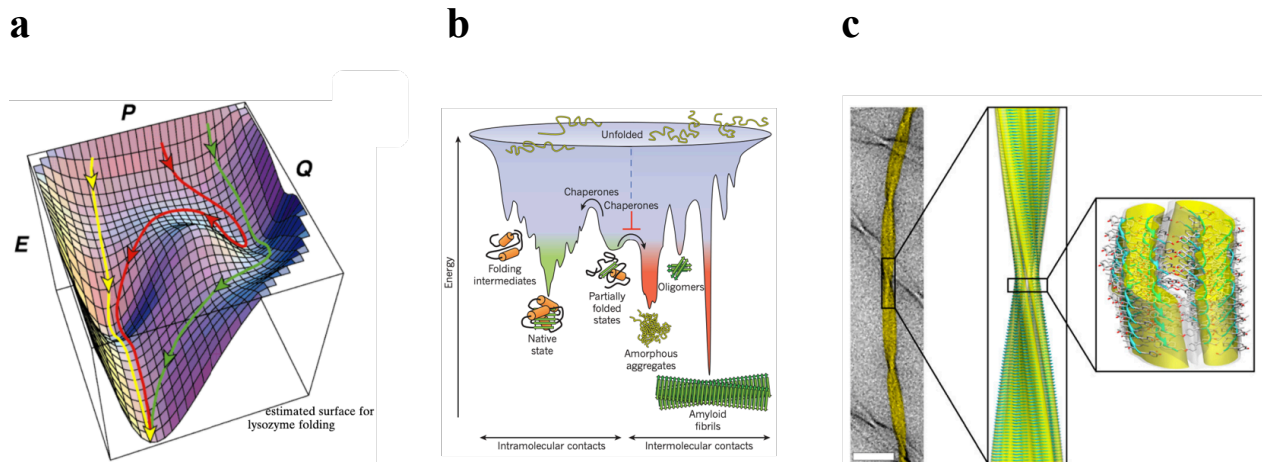 a
b
c
P
Q
E
estimated surface for
lysozyme folding
Energy
Unfolded
Chaperones
Chaperones
Folding
intermediates
Native
state
Partially
folded
states
Oligomers
Amorphous
aggregates
Amyloid
fibrils
Intramolecular contacts
Intermolecular contacts